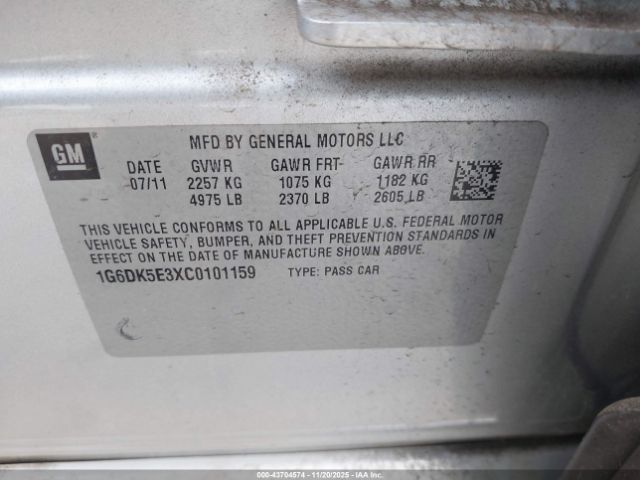 GM
MFD BY GENERAL MOTORS LLC
DATE GVWR GAWR FRT GAWR RR
07/11 2257 KG 1075 KG 1182 KG
4975 LB 2370 LB 2605 LB
THIS VEHICLE CONFORMS TO ALL APPLICABLE U.S. FEDERAL MOTOR
VEHICLE SAFETY, BUMPER, AND THEFT PREVENTION STANDARDS IN
EFFECT ON THE DATE OF MANUFACTURE SHOWN ABOVE.
1G6DK5E3XC0101159 TYPE: PASS CAR
000-43704574 | 11/20/2025 | ©IAA, Inc.